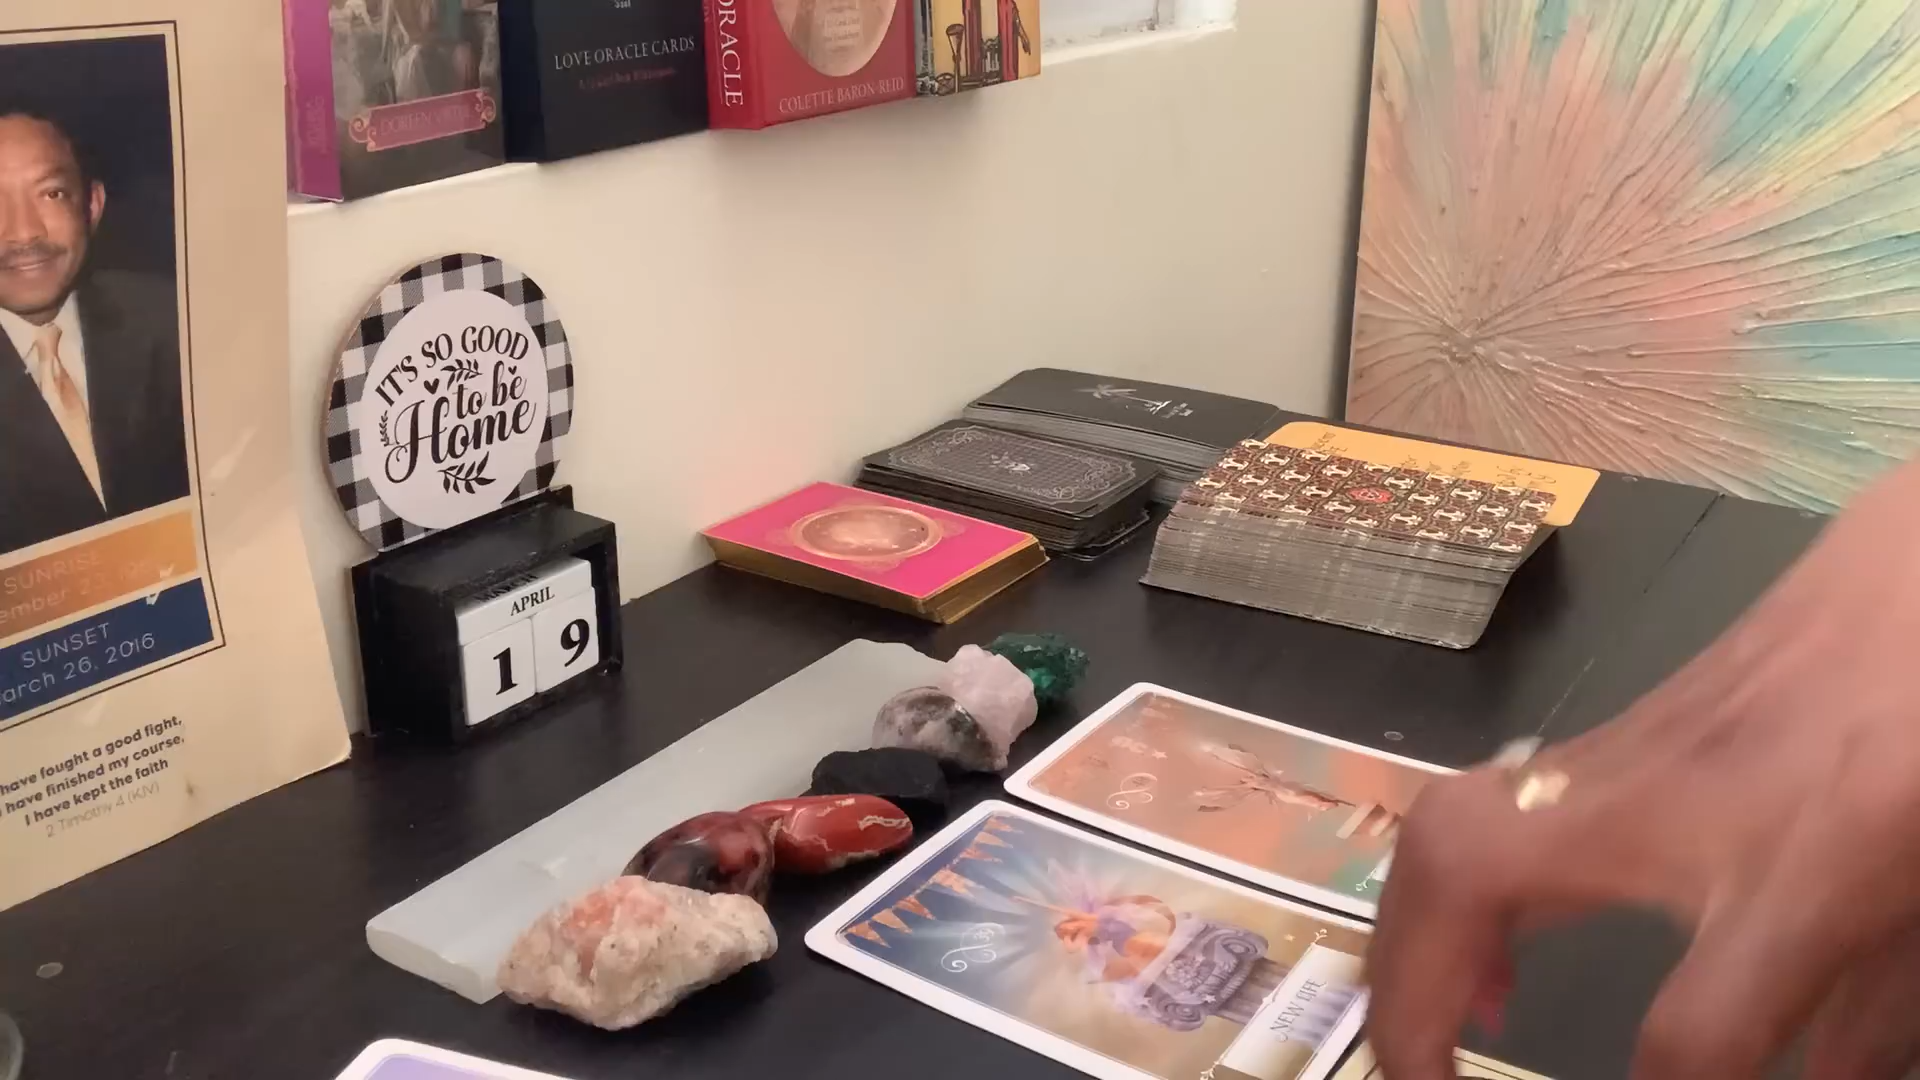 DOREEN VIRTUE
LOVE ORACLE CARDS
ORACLE
COLETTE BARON-REID
IT'S SO GOOD
to be
Home
MARCH
APRIL
1 9
SUNRISE
SUNSET
March 26, 2016
have fought a good fight,
have finished my course,
I have kept the faith
2 Timothy 4 (KJV)
39
NEW LIFE